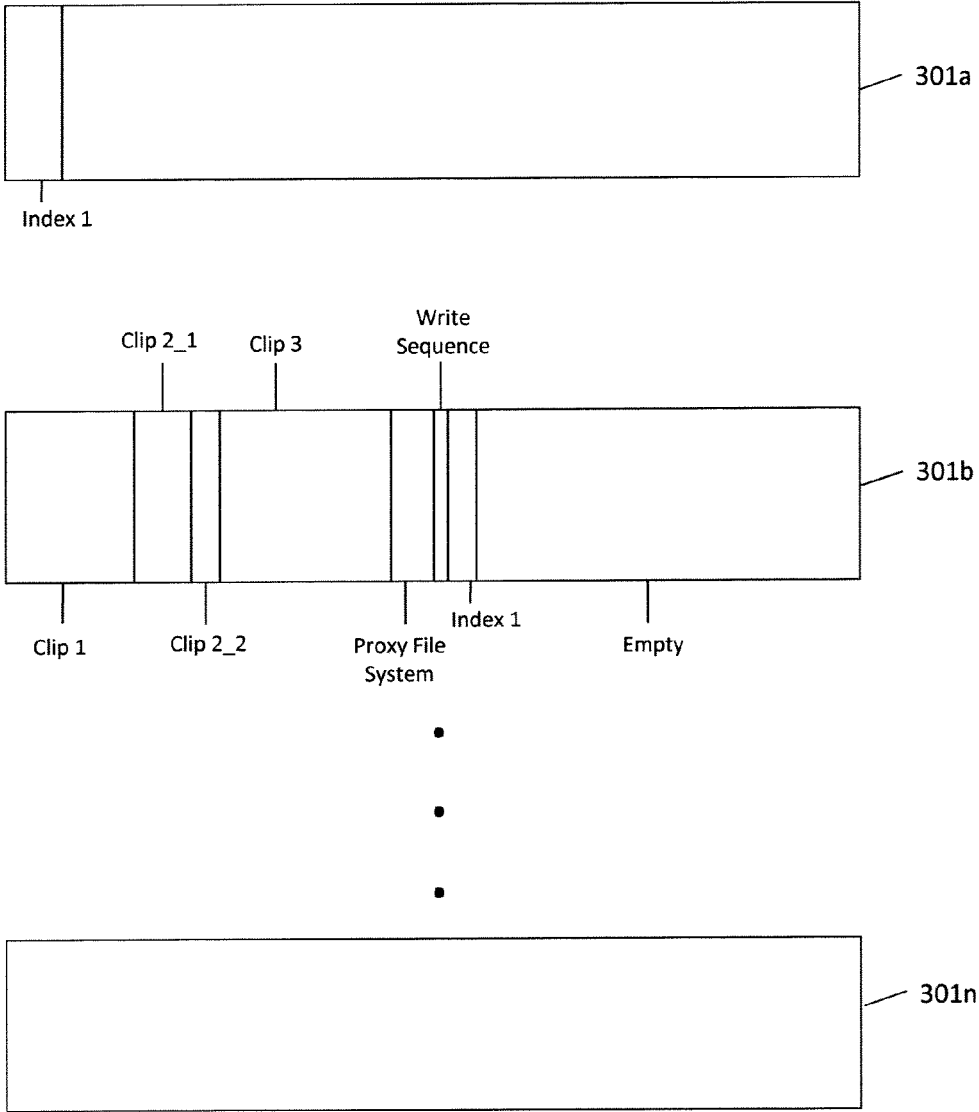 301a
Index 1
Write
Sequence
Clip 2_1
Clip 3
301b
Index 1
Clip 1
Clip 2_2
Proxy File
System
Empty
301n